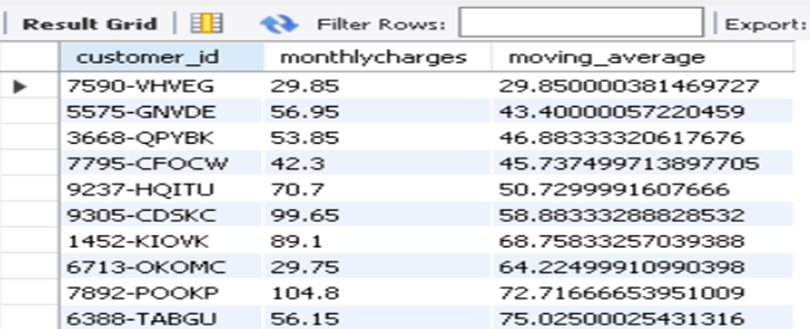 Result Grid Filter Rows: Export:
customer_id monthlycharges moving_average
7590-VHVEG 29.85 29.850000381469727
5575-GNVDE 56.95 43.40000057220459
3668-QPYBK 53.85 46.88333320617676
7795-CFOCW 42.3 45.737499713897705
9237-HQITU 70.7 50.7299991607666
9305-CDSKC 99.65 58.88333288828532
1452-KIOVK 89.1 68.75833257039388
6713-OKOMC 29.75 64.22499910990398
7892-POOKP 104.8 72.716666653951009
6388-TABGU 56.15 75.02500025431316